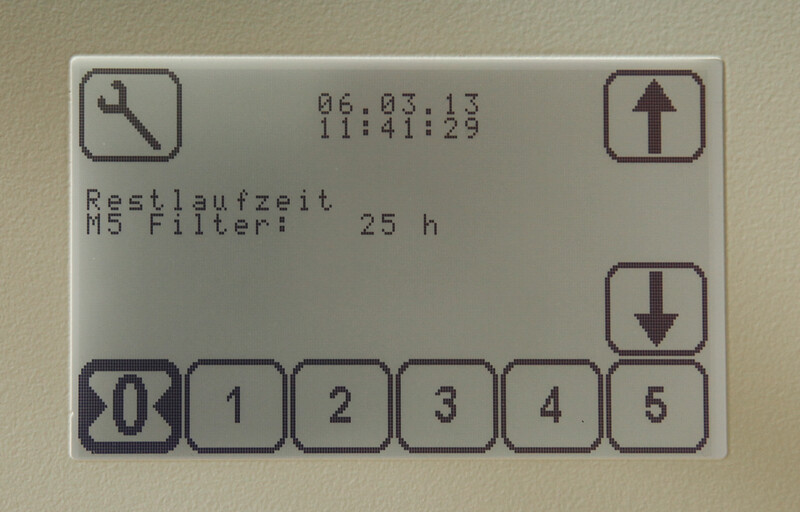 06.03.13
11:41:29
Restlaufzeit
M5 Filter: 25 h
0 1 2 3 4 5